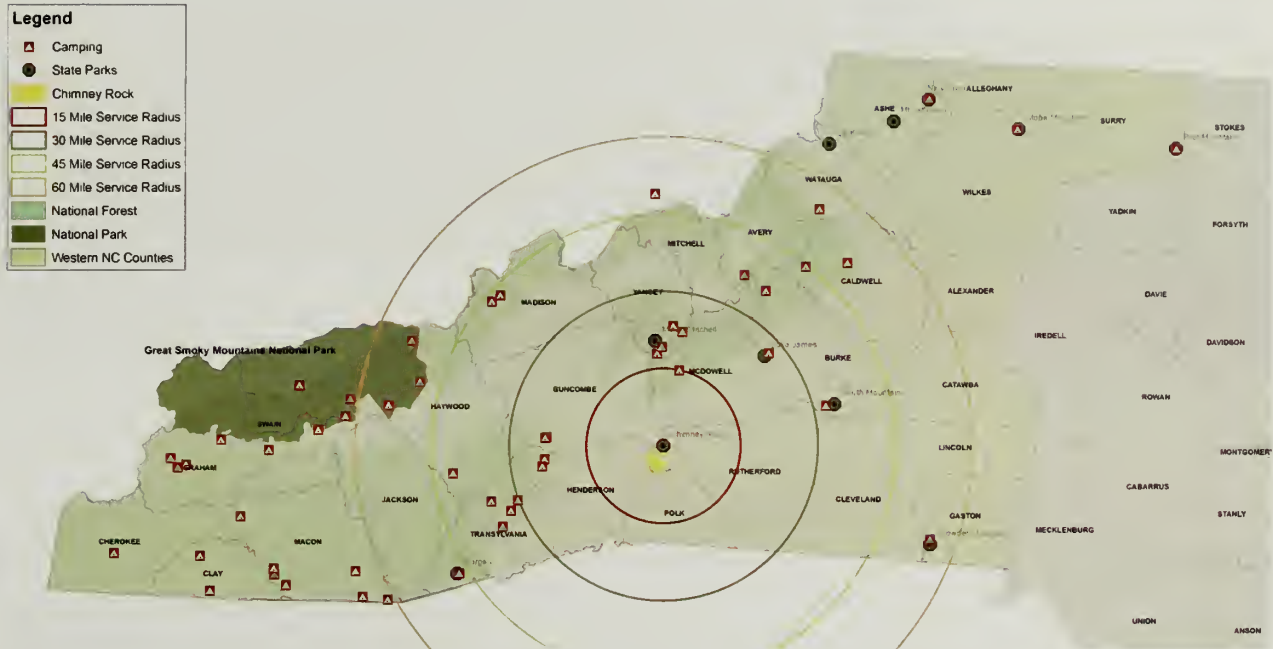 Legend
Camping
State Parks
Chimney Rock
15 Mile Service Radius
30 Mile Service Radius
45 Mile Service Radius
60 Mile Service Radius
National Forest
National Park
Western NC Counties
ALLEGHANY
ASHE
SURRY
STOKES
WATAUGA
WILKES
YADKIN
FORSYTH
AVERY
MITCHELL
CALDWELL
ALEXANDER
YANCEY
MADISON
DAVIE
IREDELL
DAVIDSON
Great Smoky Mountains National Park
BURKE
MCDOWELL
BUNCOMBE
CATAWBA
HAYWOOD
ROWAN
SWAIN
LINCOLN
MONTGOMERY
GRAHAM
RUTHERFORD
HENDERSON
CABARRUS
JACKSON
CLEVELAND
POLK
GASTON
STANLY
MECKLENBURG
TRANSYLVANIA
CHEROKEE
MACON
CLAY
UNION
ANSON